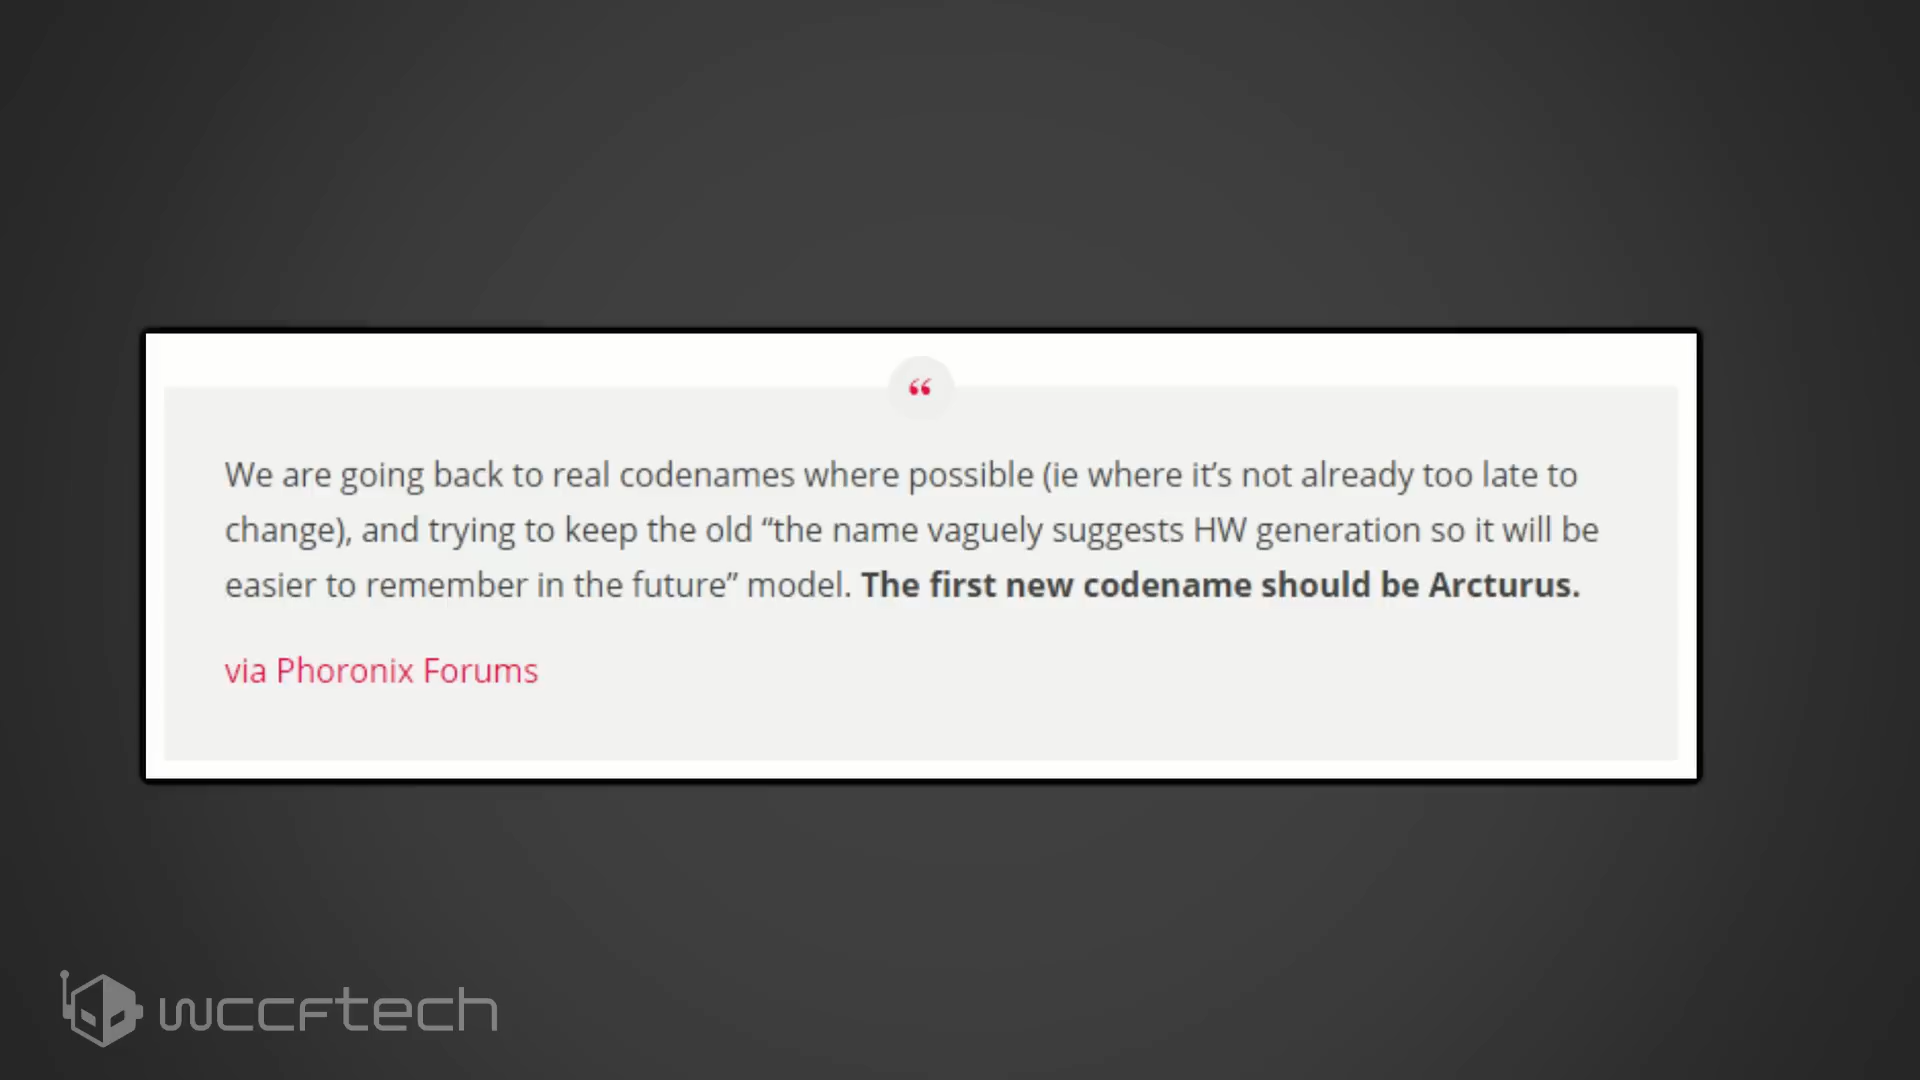 “
We are going back to real codenames where possible (ie where it’s not already too late to
change), and trying to keep the old “the name vaguely suggests HW generation so it will be
easier to remember in the future” model. The first new codename should be Arcturus.
via Phoronix Forums
wccftech